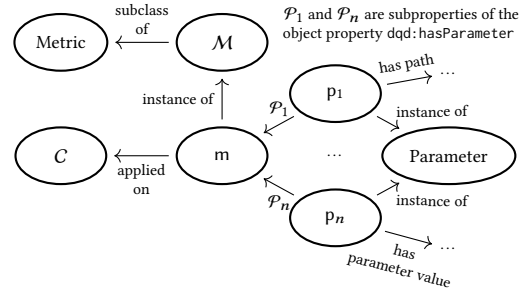 subclass
of
𝒫₁ and 𝒫ₙ are subproperties of the
object property dqd:hasParameter
Metric
ℳ
has path
...
p₁
instance of
𝒫₁
instance of
𝒞
applied
on
m
...
Parameter
𝒫ₙ
instance of
pₙ
has
parameter value
...